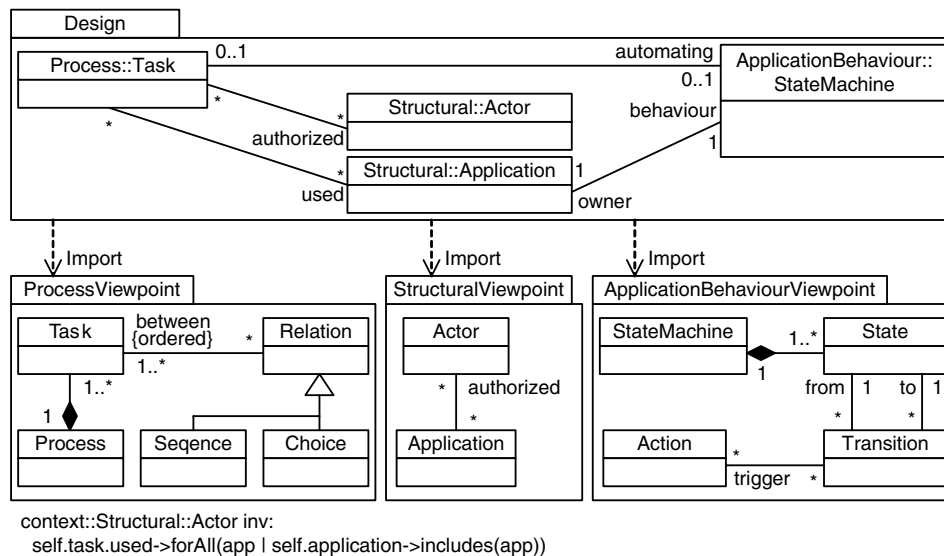 Design
Process::Task
0..1
automating
0..1
ApplicationBehaviour::
StateMachine
*
*
authorized
Structural::Actor
behaviour
1
*
*
used
Structural::Application
1
owner
Import
Import
Import
ProcessViewpoint
Task
between
{ordered}
*
1..*
Relation
1..*
1
Process
Seqence
Choice
StructuralViewpoint
Actor
*
authorized
*
Application
ApplicationBehaviourViewpoint
StateMachine
1..*
1
State
from
1
to
1
*
*
Action
*
trigger
*
Transition
context::Structural::Actor inv:
self.task.used->forAll(app | self.application->includes(app))